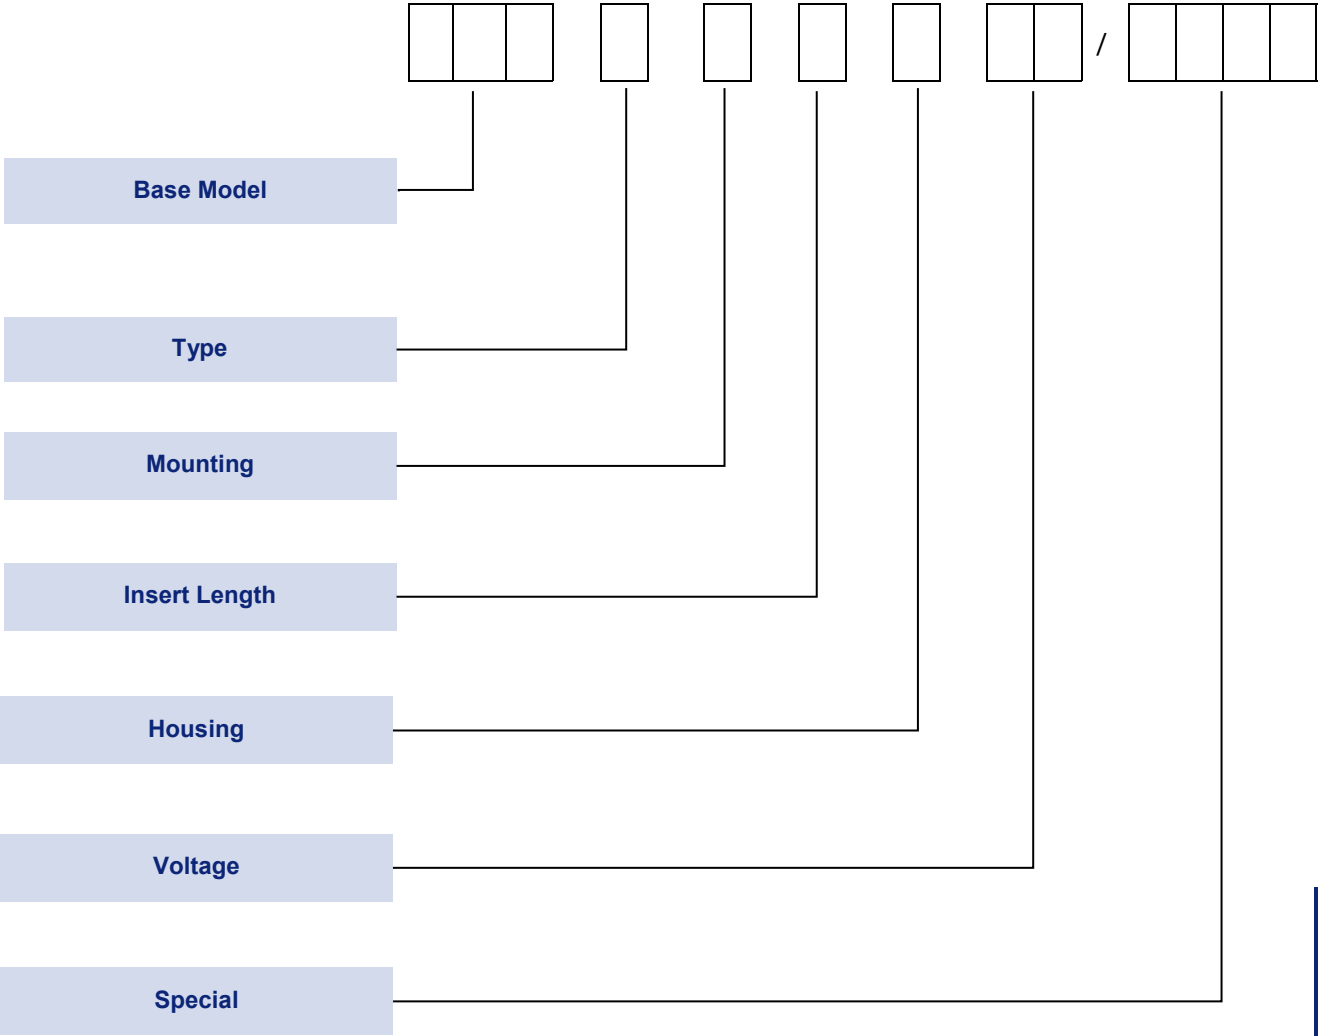 /
Base Model
Type
Mounting
Insert Length
Housing
Voltage
Special